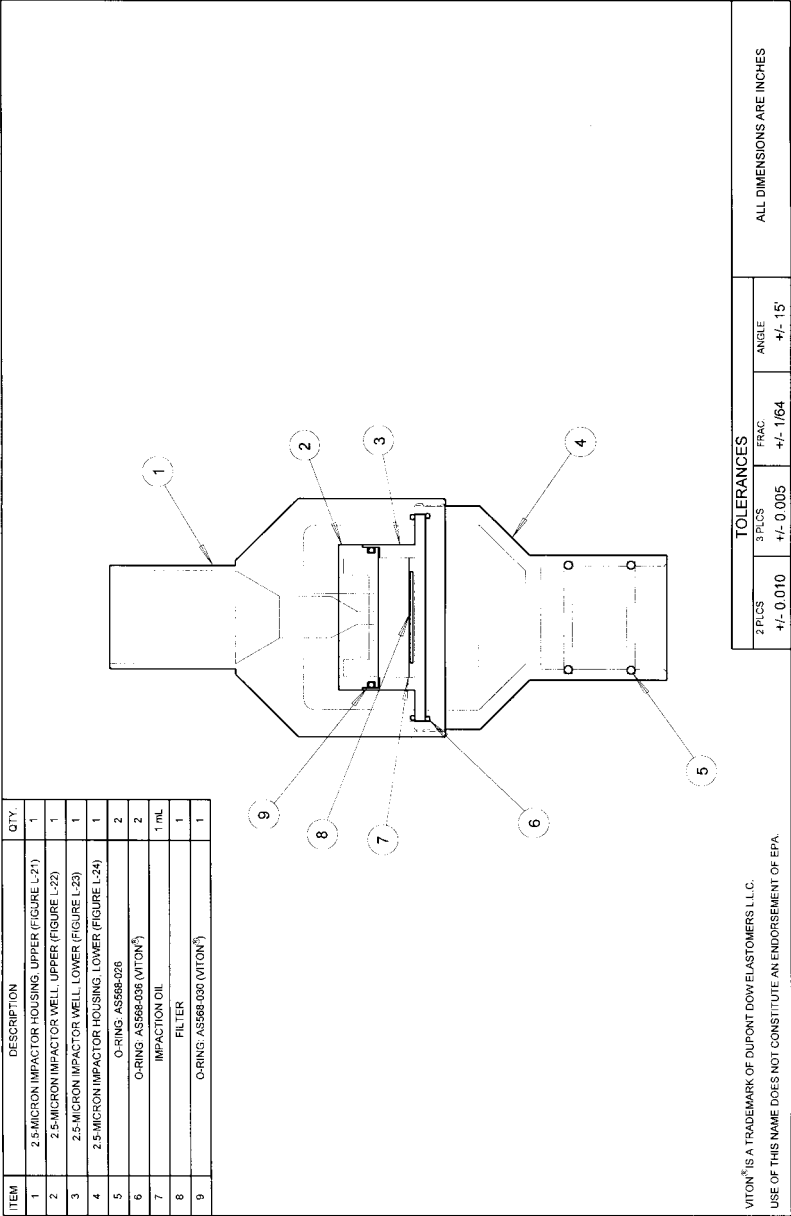 ITEM DESCRIPTION QTY.
1 2.5-MICRON IMPACTOR HOUSING, UPPER (FIGURE L-21) 1
2 2.5-MICRON IMPACTOR WELL, UPPER (FIGURE L-22) 1
3 2.5-MICRON IMPACTOR WELL, LOWER (FIGURE L-23) 1
4 2.5-MICRON IMPACTOR HOUSING, LOWER (FIGURE L-24) 1
5 O-RING: AS568-026 2
6 O-RING: AS568-036 (VITON®) 2
7 IMPACTION OIL 1 mL
8 FILTER 1
9 O-RING: AS568-030 (VITON®) 1
1
2
3
4
9
8
7
6
5
VITON® IS A TRADEMARK OF DUPONT DOW ELASTOMERS L.L.C.
USE OF THIS NAME DOES NOT CONSTITUTE AN ENDORSEMENT OF EPA.
TOLERANCES
2 PLCS 3 PLCS FRAC. ANGLE
+/- 0.010 +/- 0.005 +/- 1/64 +/- 15'
ALL DIMENSIONS ARE INCHES